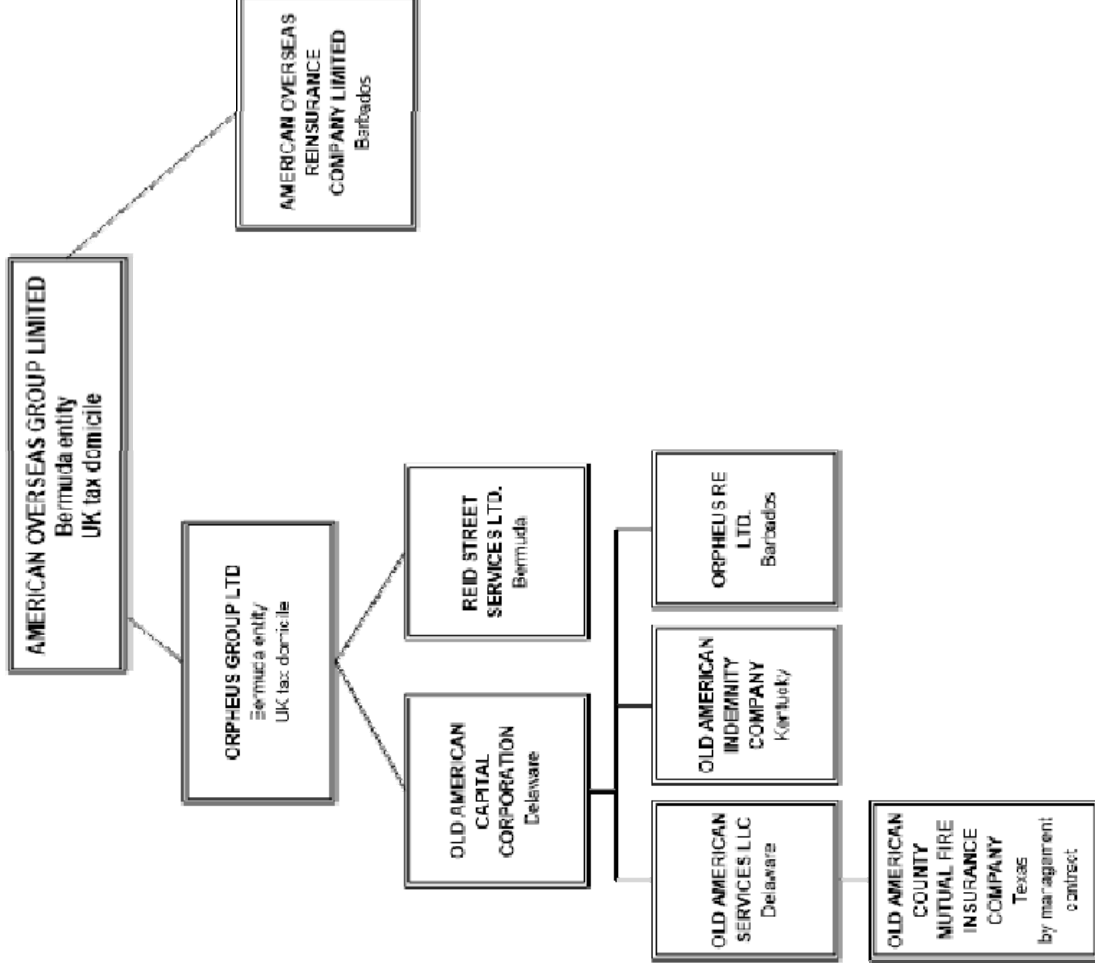 AMERICAN OVERSEAS GROUP LIMITED
Bermuda entity
UK tax domicile
ORPHEUS GROUP LTD
Bermuda entity
UK tax domicile
AMERICAN OVERSEAS
REINSURANCE
COMPANY LIMITED
Barbados
OLD AMERICAN
CAPITAL
CORPORATION
Delaware
REID STREET
SERVICES LTD.
Bermuda
OLD AMERICAN
SERVICES LLC
Delaware
OLD AMERICAN
INDEMNITY
COMPANY
Kentucky
ORPHEUS RE
LTD.
Barbados
OLD AMERICAN
COUNTY
MUTUAL FIRE
INSURANCE
COMPANY
Texas
by management
contract